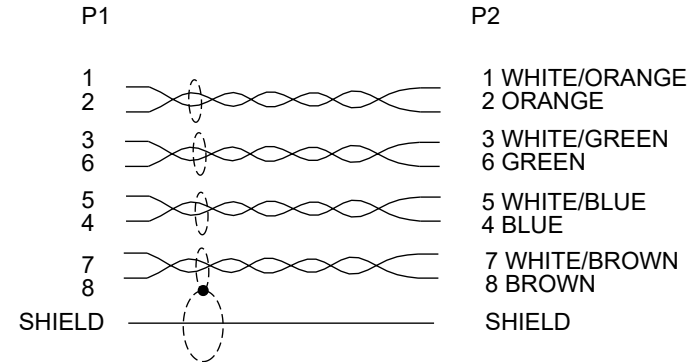 P1 P2
1 1 WHITE/ORANGE
2 2 ORANGE
3 3 WHITE/GREEN
6 6 GREEN
5 5 WHITE/BLUE
4 4 BLUE
7 7 WHITE/BROWN
8 8 BROWN
SHIELD SHIELD